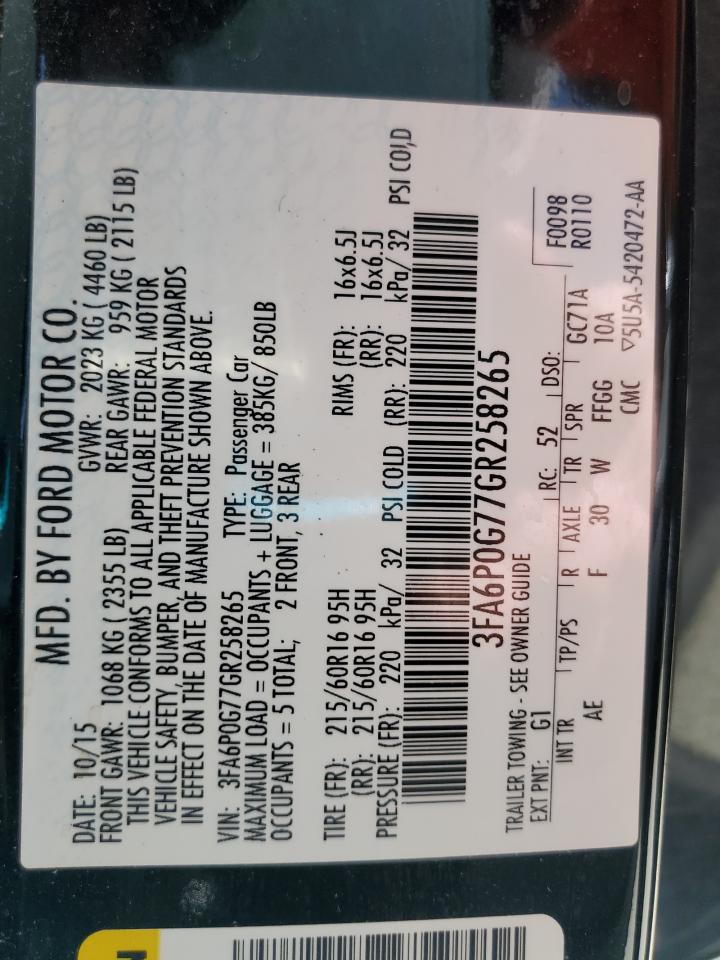 MFD. BY FORD MOTOR CO.
DATE: 10/15 GVWR: 2023 KG ( 4460 LB)
FRONT GAWR: 1068 KG ( 2355 LB) REAR GAWR: 959 KG ( 2115 LB)
THIS VEHICLE CONFORMS TO ALL APPLICABLE FEDERAL MOTOR
VEHICLE SAFETY, BUMPER, AND THEFT PREVENTION STANDARDS
IN EFFECT ON THE DATE OF MANUFACTURE SHOWN ABOVE.
VIN: 3FA6P0G77GR258265 TYPE: Passenger Car
MAXIMUM LOAD = OCCUPANTS + LUGGAGE = 385KG/ 850LB
OCCUPANTS = 5 TOTAL; 2 FRONT, 3 REAR
TIRE (FR): 215/60R16 95H RIMS (FR): 16x6.5J
(RR): 215/60R16 95H (RR): 16x6.5J
PRESSURE (FR): 220 kPa/ 32 PSI COLD (RR): 220 kPa/ 32 PSI COLD
3FA6P0G77GR258265
TRAILER TOWING - SEE OWNER GUIDE
EXT PNT: G1 RC: 52 DSO: F0098
R0110
INT TR TP/PS R AXLE TR SPR GC71A
AE F 30 W FFGG 10A
CMC ▽5U5A-5420472-AA